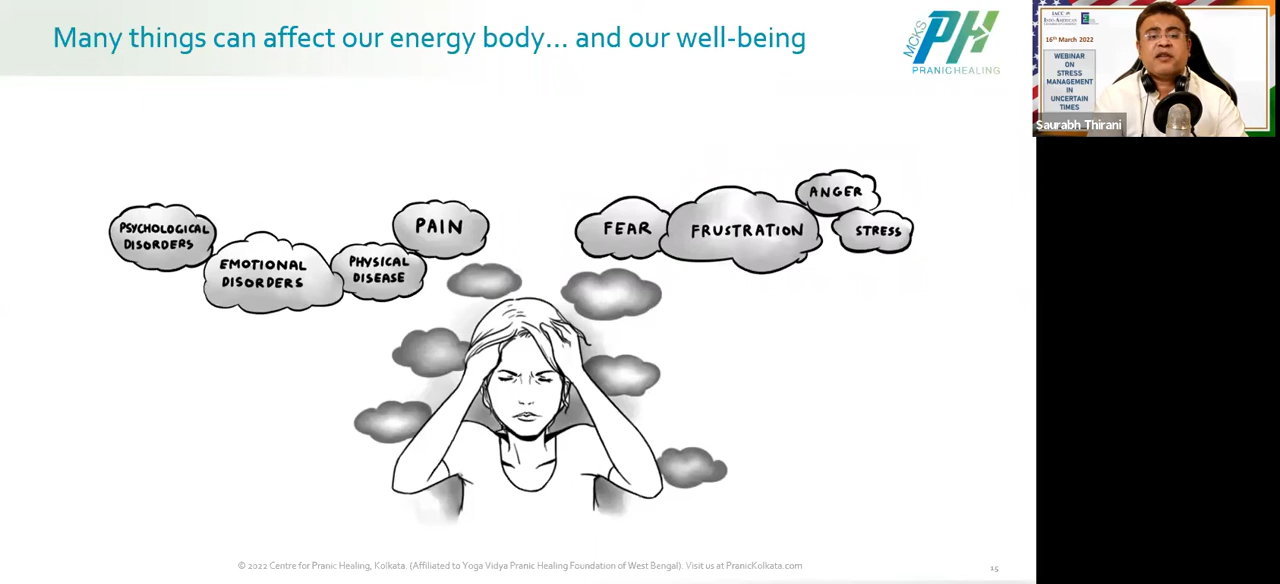 Many things can affect our energy body... and our well-being
MCKS
PH
PRANICHEALING
PSYCHOLOGICAL
DISORDERS
EMOTIONAL
DISORDERS
PHYSICAL
DISEASE
PAIN
FEAR
FRUSTRATION
ANGER
STRESS
© 2022 Centre for Pranic Healing, Kolkata. (Affiliated to Yoga Vidya Pranic Healing Foundation of West Bengal). Visit us at PranicKolkata.com
15
IACC
16th March 2022
WEBINAR
ON
STRESS
MANAGEMENT
IN
UNCERTAIN
TIMES
Saurabh Thirani